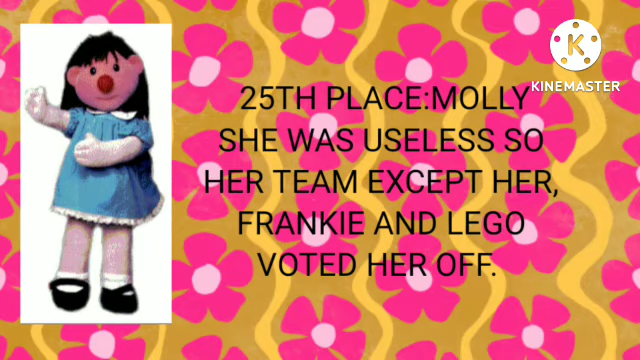 K
KINEMASTER
25TH PLACE:MOLLY
SHE WAS USELESS SO
HER TEAM EXCEPT HER,
FRANKIE AND LEGO
VOTED HER OFF.